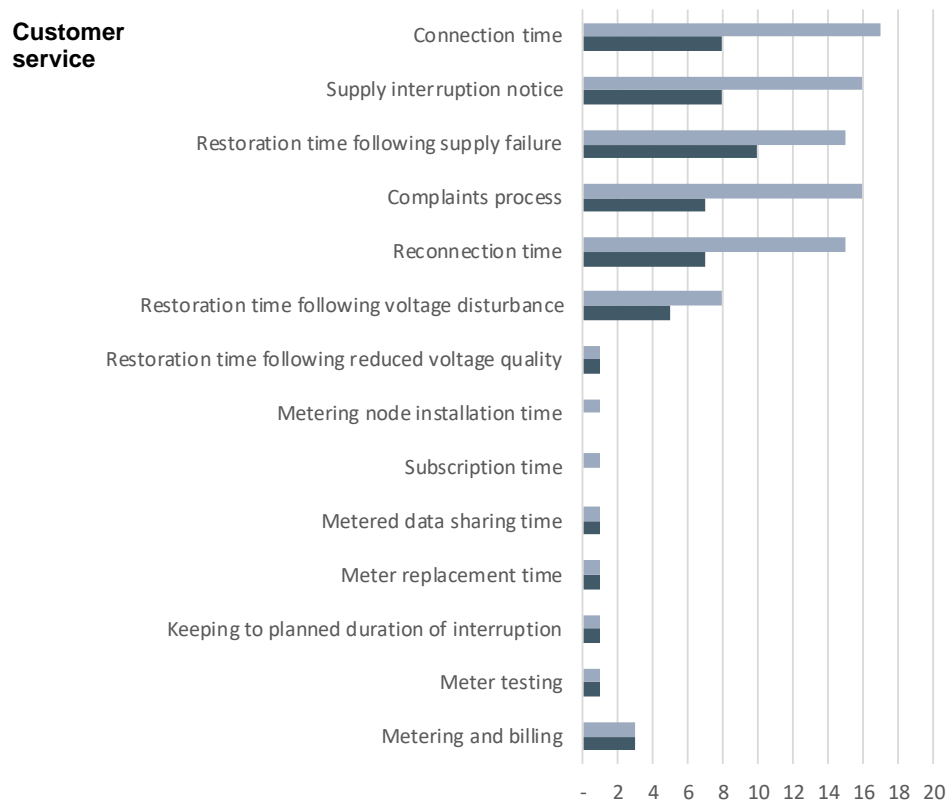 Customer
service
Connection time
Supply interruption notice
Restoration time following supply failure
Complaints process
Reconnection time
Restoration time following voltage disturbance
Restoration time following reduced voltage quality
Metering node installation time
Subscription time
Metered data sharing time
Meter replacement time
Keeping to planned duration of interruption
Meter testing
Metering and billing
- 2 4 6 8 10 12 14 16 18 20